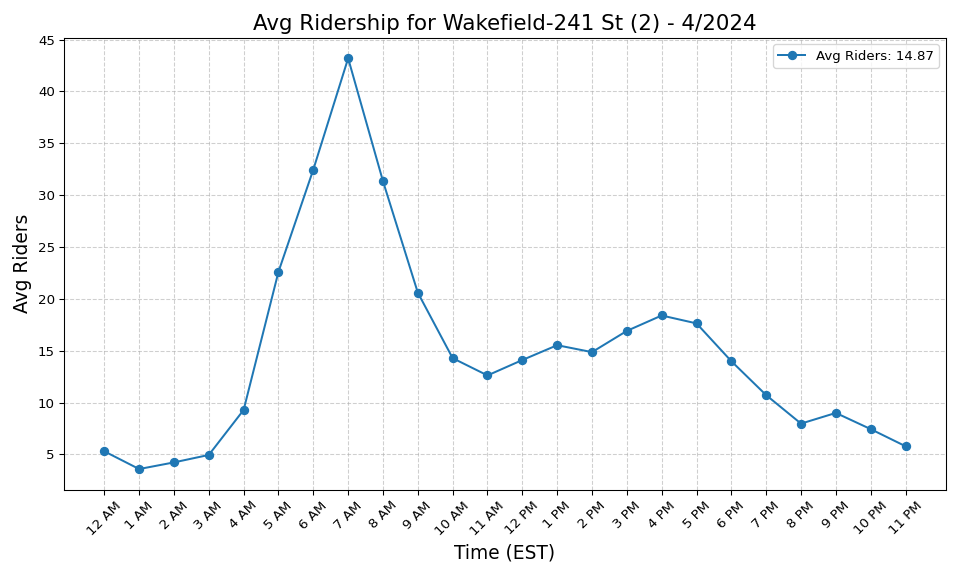 Avg Ridership for Wakefield-241 St (2) - 4/2024
Avg Riders: 14.87
Avg Riders
45
40
35
30
25
20
15
10
5
12 AM
1 AM
2 AM
3 AM
4 AM
5 AM
6 AM
7 AM
8 AM
9 AM
10 AM
11 AM
12 PM
1 PM
2 PM
3 PM
4 PM
5 PM
6 PM
7 PM
8 PM
9 PM
10 PM
11 PM
Time (EST)